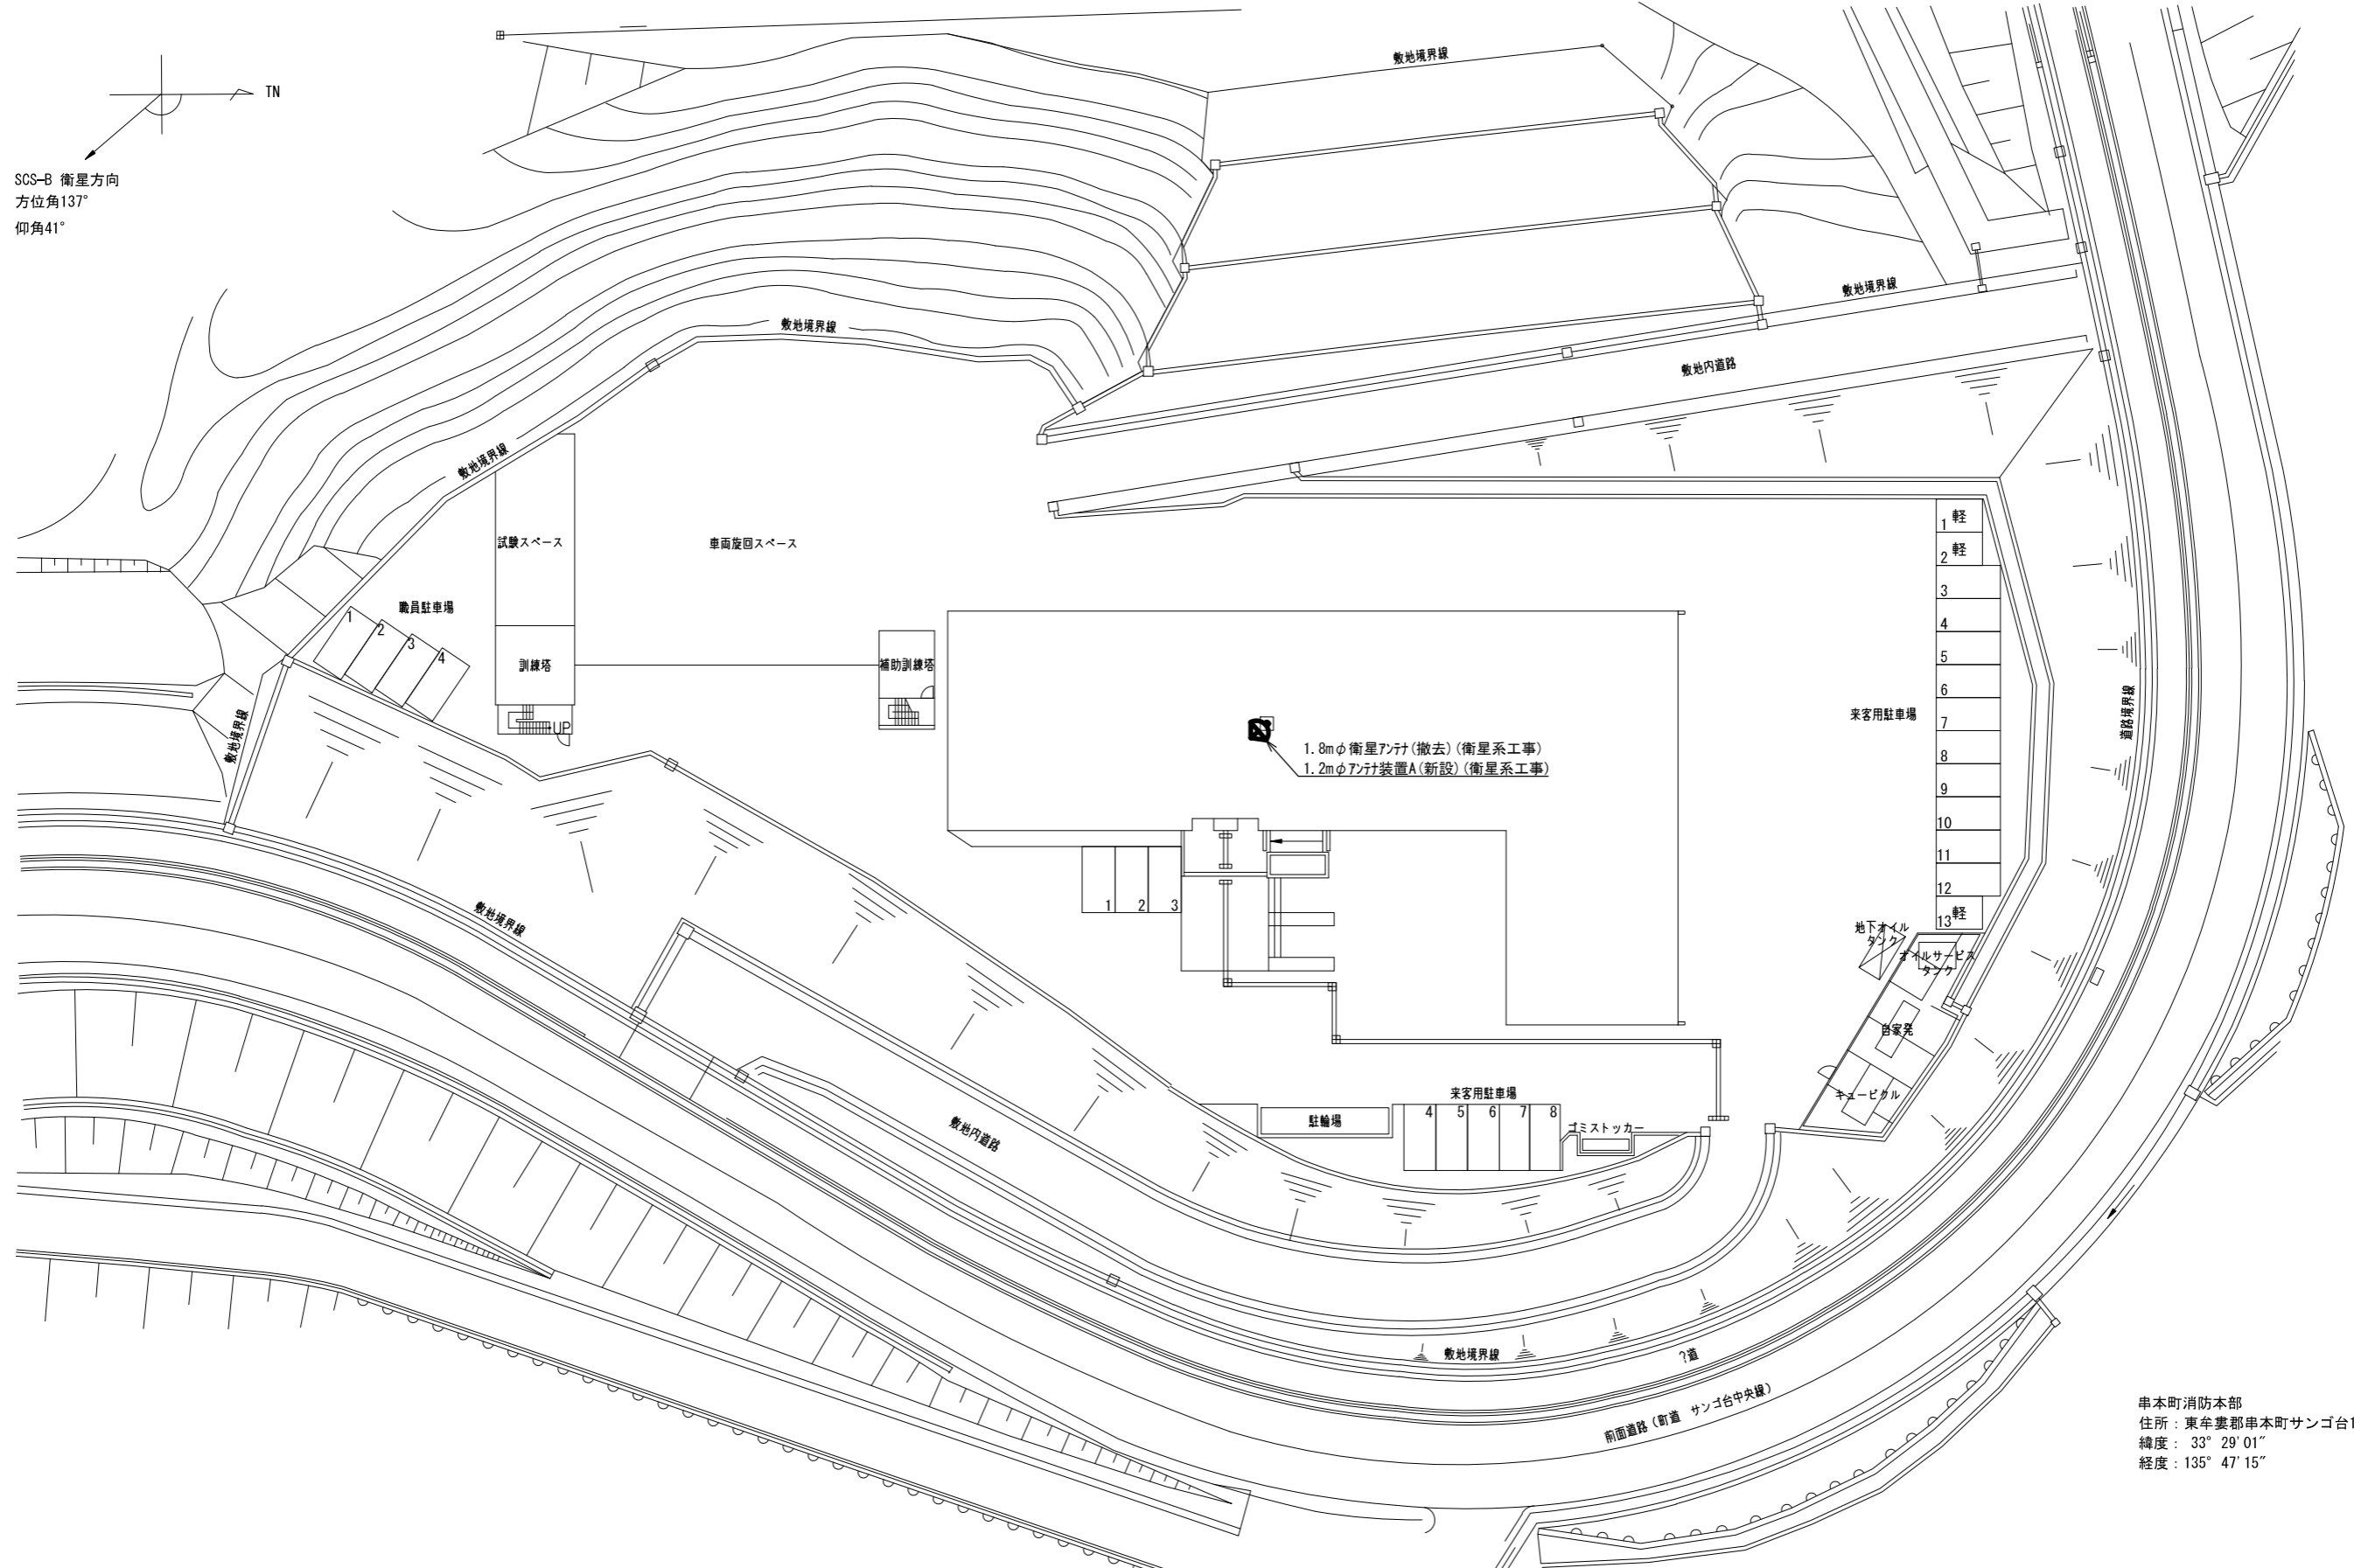 敷地境界線
TN
SCS-B 衛星方向
方位角137°
仰角41°
敷地境界線
敷地境界線
敷地内道路
敷地境界線
試験スペース
車両旋回スペース
1 軽
2 軽
3
4
5
6
7
8
9
10
11
12
13 軽
職員駐車場
1
2
3
4
訓練塔
UP
補助訓練塔
来客用駐車場
道路境界線
敷地境界線
1.8mφ衛星アンテナ(撤去)(衛星系工事)
1.2mφアンテナ装置A(新設)(衛星系工事)
1 2 3
敷地境界線
地下オイル
タンク
オイルサービス
タンク
自家発
キュービクル
来客用駐車場
駐輪場
4 5 6 7 8
ゴミストッカー
敷地内道路
敷地境界線
?道
前面道路(町道 サンゴ台中央線)
串本町消防本部
住所：東牟婁郡串本町サンゴ台1
緯度： 33° 29′01″
経度：135° 47′15″